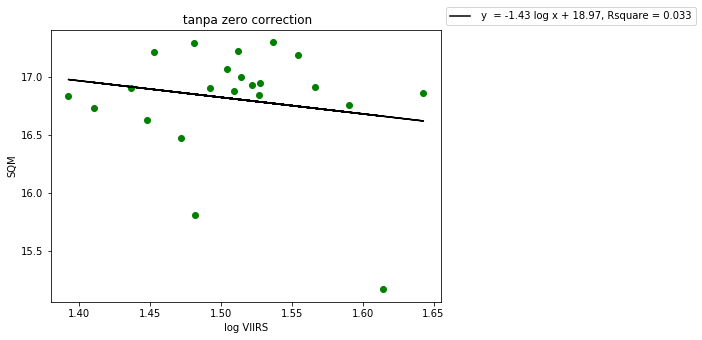 tanpa zero correction
y = -1.43 log x + 18.97, Rsquare = 0.033
17.0
16.5
16.0
15.5
SQM
1.40 1.45 1.50 1.55 1.60 1.65
log VIIRS